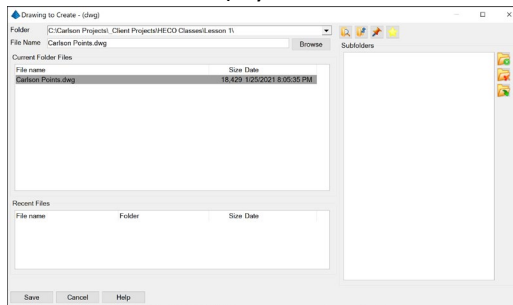 Drawing to Create - (dwg)
Folder C:\Carlson Projects\_Client Projects\HECO Classes\Lesson 1\
File Name Carlson Points.dwg Browse Subfolders
Current Folder Files
File name Size Date
Carlson Points.dwg 18,429 1/25/2021 8:05:35 PM
Recent Files
File name Folder Size Date
Save Cancel Help